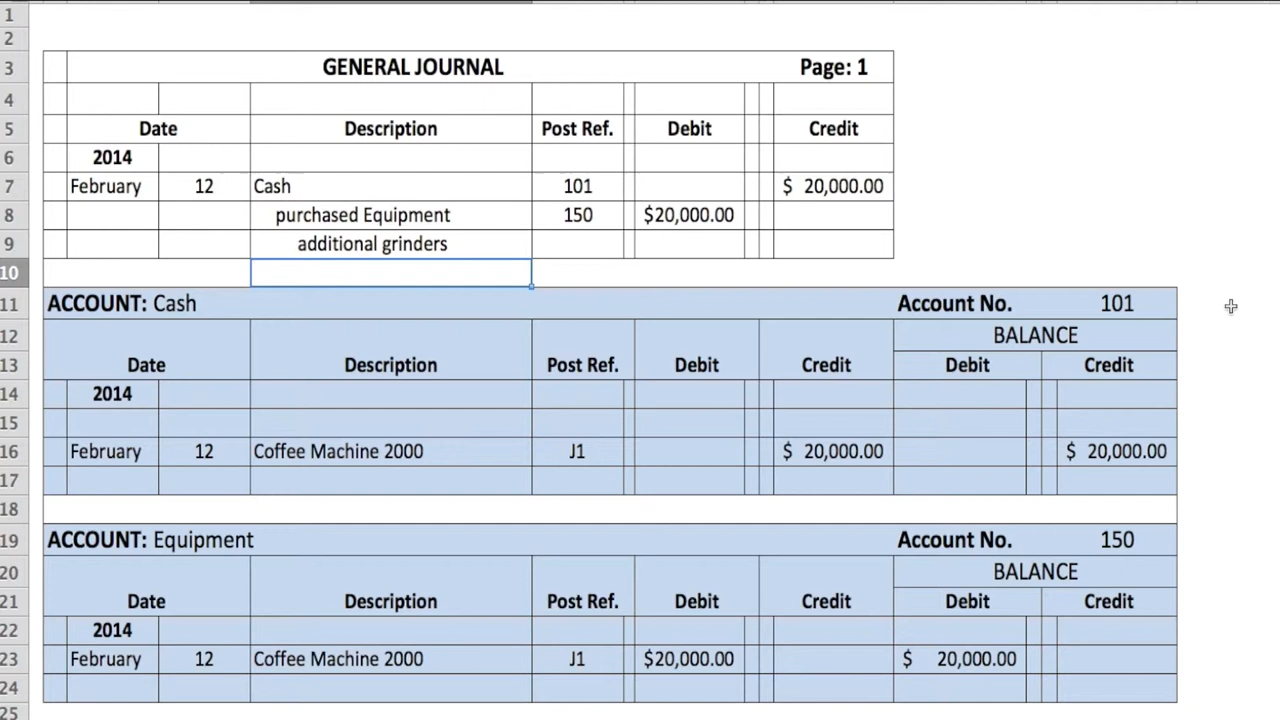 1
2
3 GENERAL JOURNAL Page: 1
4
5 Date Description Post Ref. Debit Credit
6 2014
7 February 12 Cash 101 $ 20,000.00
8 purchased Equipment 150 $20,000.00
9 additional grinders
10
11 ACCOUNT: Cash Account No. 101
12 BALANCE
13 Date Description Post Ref. Debit Credit Debit Credit
14 2014
15
16 February 12 Coffee Machine 2000 J1 $ 20,000.00 $ 20,000.00
17
18
19 ACCOUNT: Equipment Account No. 150
20 BALANCE
21 Date Description Post Ref. Debit Credit Debit Credit
22 2014
23 February 12 Coffee Machine 2000 J1 $20,000.00 $ 20,000.00
24
25